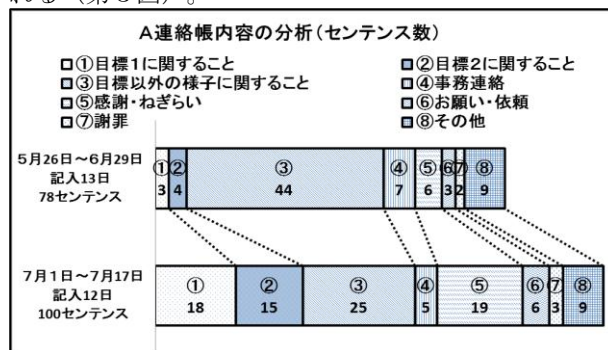 れる（第３図）。
A連絡帳内容の分析（センテンス数）
①目標１に関すること ②目標２に関すること
③目標以外の様子に関すること ④事務連絡
⑤感謝・ねぎらい ⑥お願い・依頼
⑦謝罪 ⑧その他
５月26日～６月29日
記入13日
78センテンス
① ② ③ ④ ⑤ ⑥ ⑦ ⑧
3 4 44 7 6 3 2 9
７月１日～７月17日
記入12日
100センテンス
① ② ③ ④ ⑤ ⑥ ⑦ ⑧
18 15 25 5 19 6 3 9